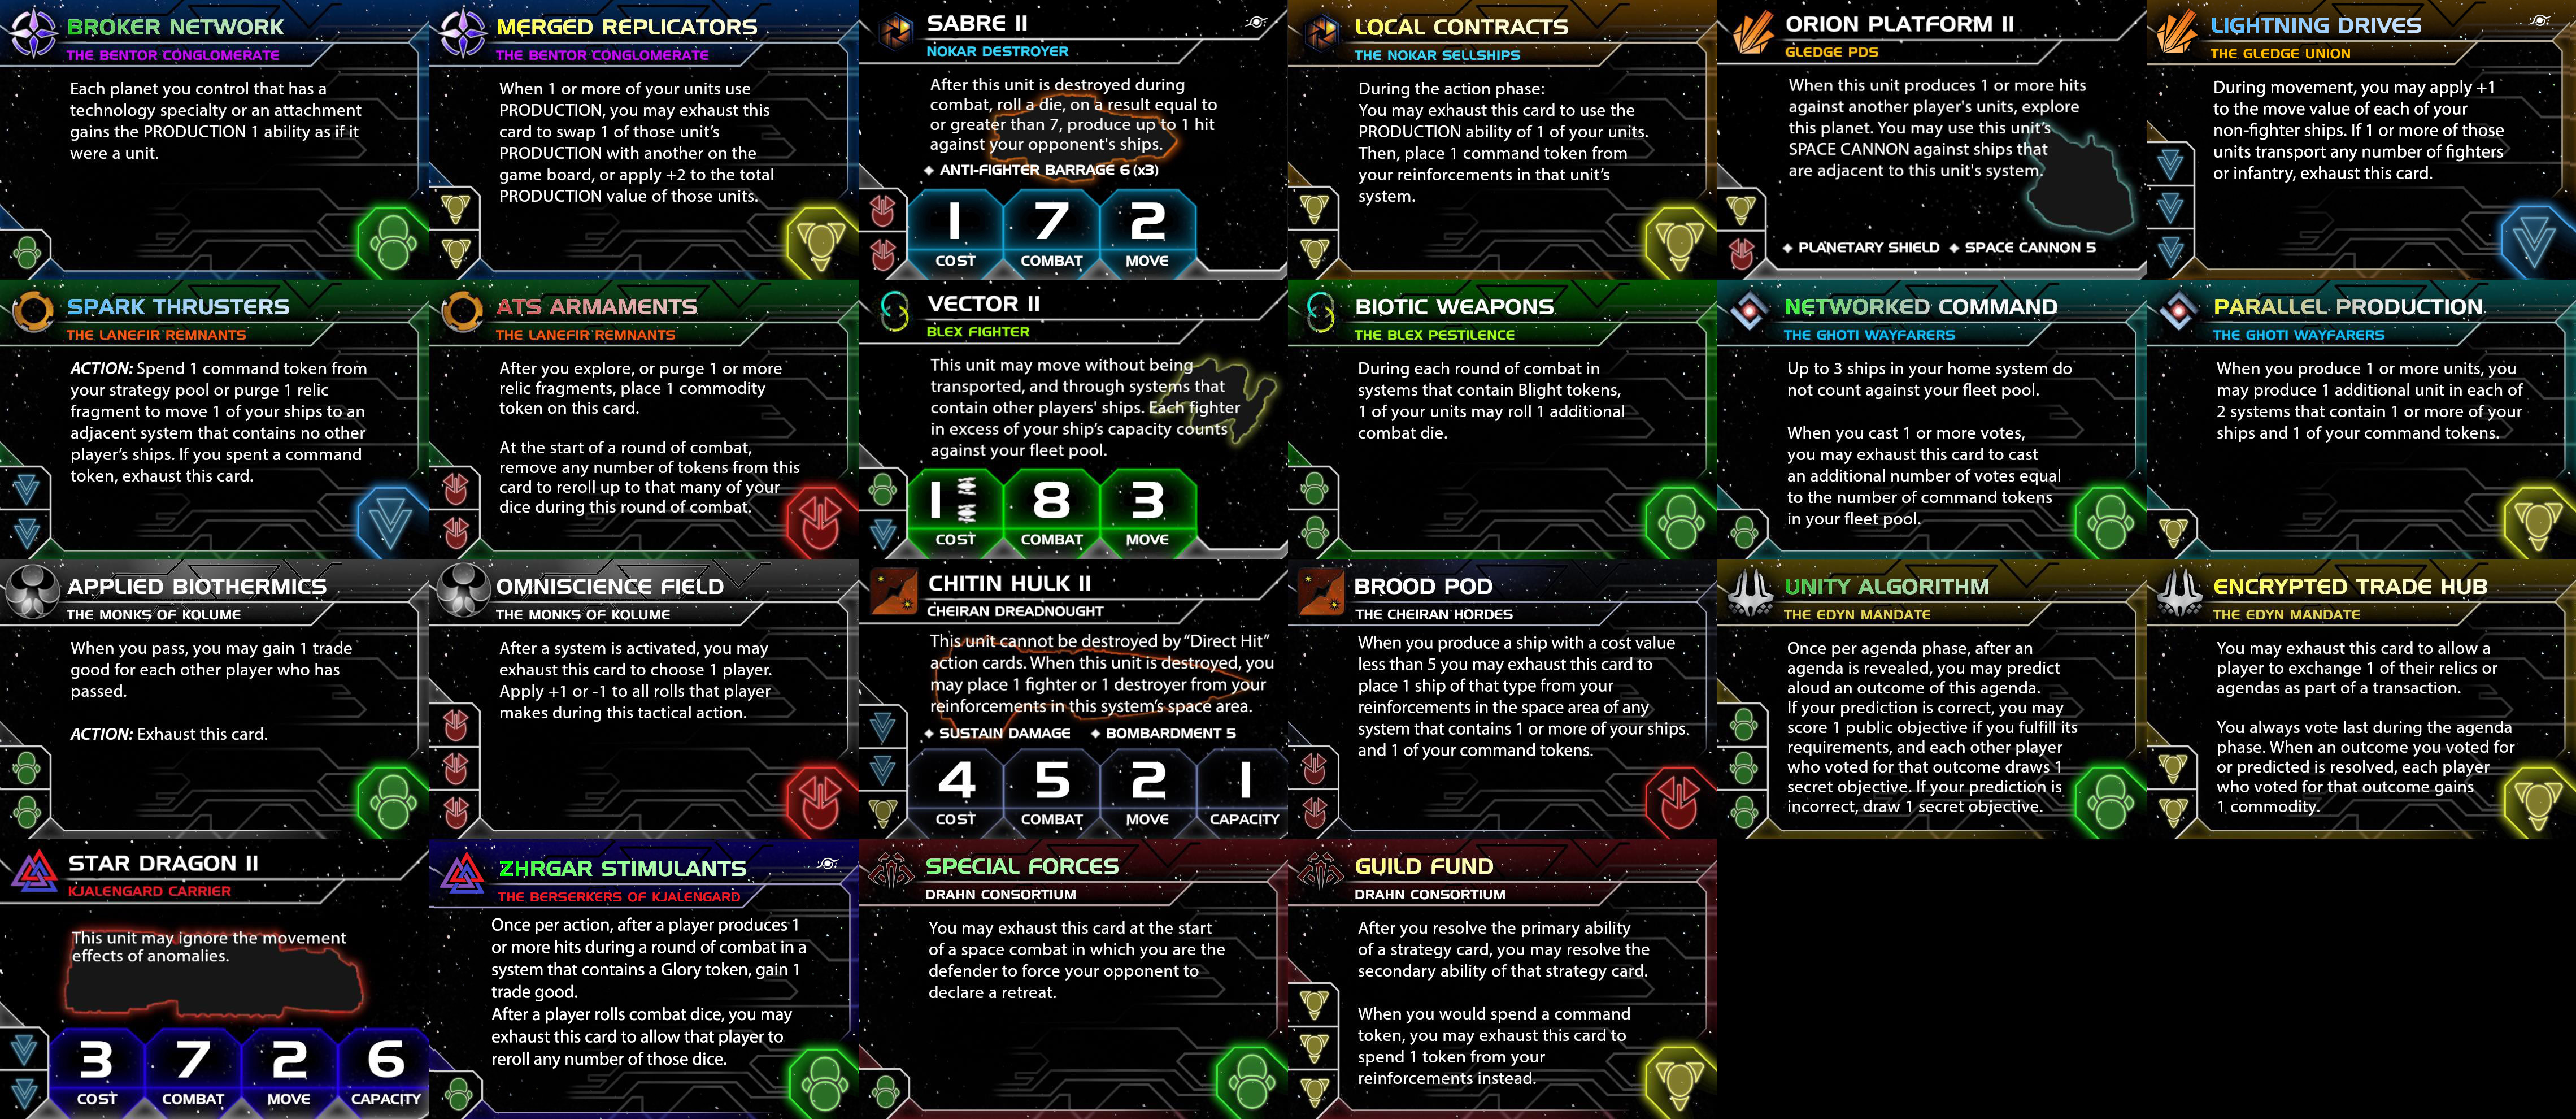 BROKER NETWORK
THE BENTOR CONGLOMERATE
Each planet you control that has a
technology specialty or an attachment
gains the PRODUCTION 1 ability as if it
were a unit.
MERGED REPLICATORS
THE BENTOR CONGLOMERATE
When 1 or more of your units use
PRODUCTION, you may exhaust this
card to swap 1 of those unit's
PRODUCTION with another on the
game board, or apply +2 to the total
PRODUCTION value of those units.
SABRE II
NOKAR DESTROYER
After this unit is destroyed during
combat, roll a die, on a result equal to
or greater than 7, produce up to 1 hit
against your opponent's ships.
ANTI-FIGHTER BARRAGE 6 (x3)
1 7 2
COST COMBAT MOVE
LOCAL CONTRACTS
THE NOKAR SELLSHIPS
During the action phase:
You may exhaust this card to use the
PRODUCTION ability of 1 of your units.
Then, place 1 command token from
your reinforcements in that unit's
system.
ORION PLATFORM II
GLEDGE PDS
When this unit produces 1 or more hits
against another player's units, explore
this planet. You may use this unit's
SPACE CANNON against ships that
are adjacent to this unit's system.
PLANETARY SHIELD SPACE CANNON 5
LIGHTNING DRIVES
THE GLEDGE UNION
During movement, you may apply +1
to the move value of each of your
non-fighter ships. If 1 or more of those
units transport any number of fighters
or infantry, exhaust this card.
SPARK THRUSTERS
THE LANEFIR REMNANTS
ACTION: Spend 1 command token from
your strategy pool or purge 1 relic
fragment to move 1 of your ships to an
adjacent system that contains no other
player's ships. If you spent a command
token, exhaust this card.
ATS ARMAMENTS
THE LANEFIR REMNANTS
After you explore, or purge 1 or more
relic fragments, place 1 commodity
token on this card.
At the start of a round of combat,
remove any number of tokens from this
card to reroll up to that many of your
dice during this round of combat.
VECTOR II
BLEX FIGHTER
This unit may move without being
transported, and through systems that
contain other players' ships. Each fighter
in excess of your ship's capacity counts
against your fleet pool.
1 8 3
COST COMBAT MOVE
BIOTIC WEAPONS
THE BLEX PESTILENCE
During each round of combat in
systems that contain Blight tokens,
1 of your units may roll 1 additional
combat die.
NETWORKED COMMAND
THE GHOTI WAYFARERS
Up to 3 ships in your home system do
not count against your fleet pool.
When you cast 1 or more votes,
you may exhaust this card to cast
an additional number of votes equal
to the number of command tokens
in your fleet pool.
PARALLEL PRODUCTION
THE GHOTI WAYFARERS
When you produce 1 or more units, you
may produce 1 additional unit in each of
2 systems that contain 1 or more of your
ships and 1 of your command tokens.
APPLIED BIOTHERMICS
THE MONKS OF KOLUME
When you pass, you may gain 1 trade
good for each other player who has
passed.
ACTION: Exhaust this card.
OMNISCIENCE FIELD
THE MONKS OF KOLUME
After a system is activated, you may
exhaust this card to choose 1 player.
Apply +1 or -1 to all rolls that player
makes during this tactical action.
CHITIN HULK II
CHEIRAN DREADNOUGHT
This unit cannot be destroyed by "Direct Hit"
action cards. When this unit is destroyed, you
may place 1 fighter or 1 destroyer from your
reinforcements in this system's space area.
SUSTAIN DAMAGE BOMBARDMENT 5
4 5 2 1
COST COMBAT MOVE CAPACITY
BROOD POD
THE CHEIRAN HORDES
When you produce a ship with a cost value
less than 5 you may exhaust this card to
place 1 ship of that type from your
reinforcements in the space area of any
system that contains 1 or more of your ships
and 1 of your command tokens.
UNITY ALGORITHM
THE EDYN MANDATE
Once per agenda phase, after an
agenda is revealed, you may predict
aloud an outcome of this agenda.
If your prediction is correct, you may
score 1 public objective if you fulfill its
requirements, and each other player
who voted for that outcome draws 1
secret objective. If your prediction is
incorrect, draw 1 secret objective.
ENCRYPTED TRADE HUB
THE EDYN MANDATE
You may exhaust this card to allow a
player to exchange 1 of their relics or
agendas as part of a transaction.
You always vote last during the agenda
phase. When an outcome you voted for
or predicted is resolved, each player
who voted for that outcome gains
1 commodity.
STAR DRAGON II
KJALENGARD CARRIER
This unit may ignore the movement
effects of anomalies.
3 7 2 6
COST COMBAT MOVE CAPACITY
ZHRGAR STIMULANTS
THE BERSERKERS OF KJALENGARD
Once per action, after a player produces 1
or more hits during a round of combat in a
system that contains a Glory token, gain 1
trade good.
After a player rolls combat dice, you may
exhaust this card to allow that player to
reroll any number of those dice.
SPECIAL FORCES
DRAHN CONSORTIUM
You may exhaust this card at the start
of a space combat in which you are the
defender to force your opponent to
declare a retreat.
GUILD FUND
DRAHN CONSORTIUM
After you resolve the primary ability
of a strategy card, you may resolve the
secondary ability of that strategy card.
When you would spend a command
token, you may exhaust this card to
spend 1 token from your
reinforcements instead.